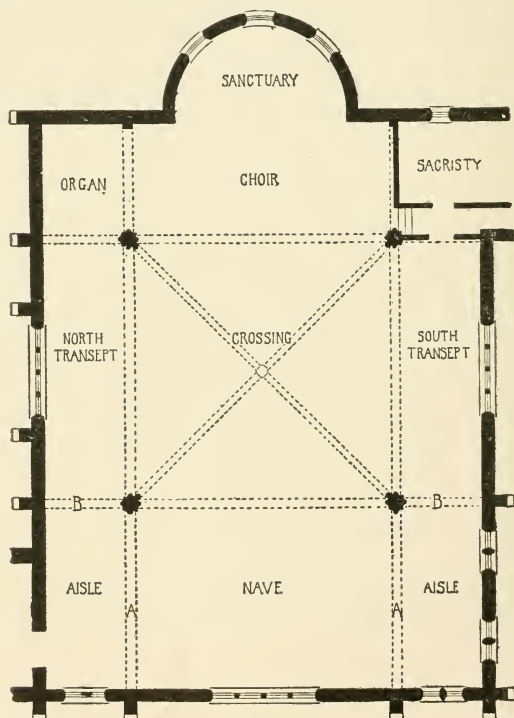 SANCTUARY
ORGAN
CHOIR
SACRISTY
NORTH
TRANSEPT
CROSSING
SOUTH
TRANSEPT
B
B
AISLE
A
NAVE
A
AISLE